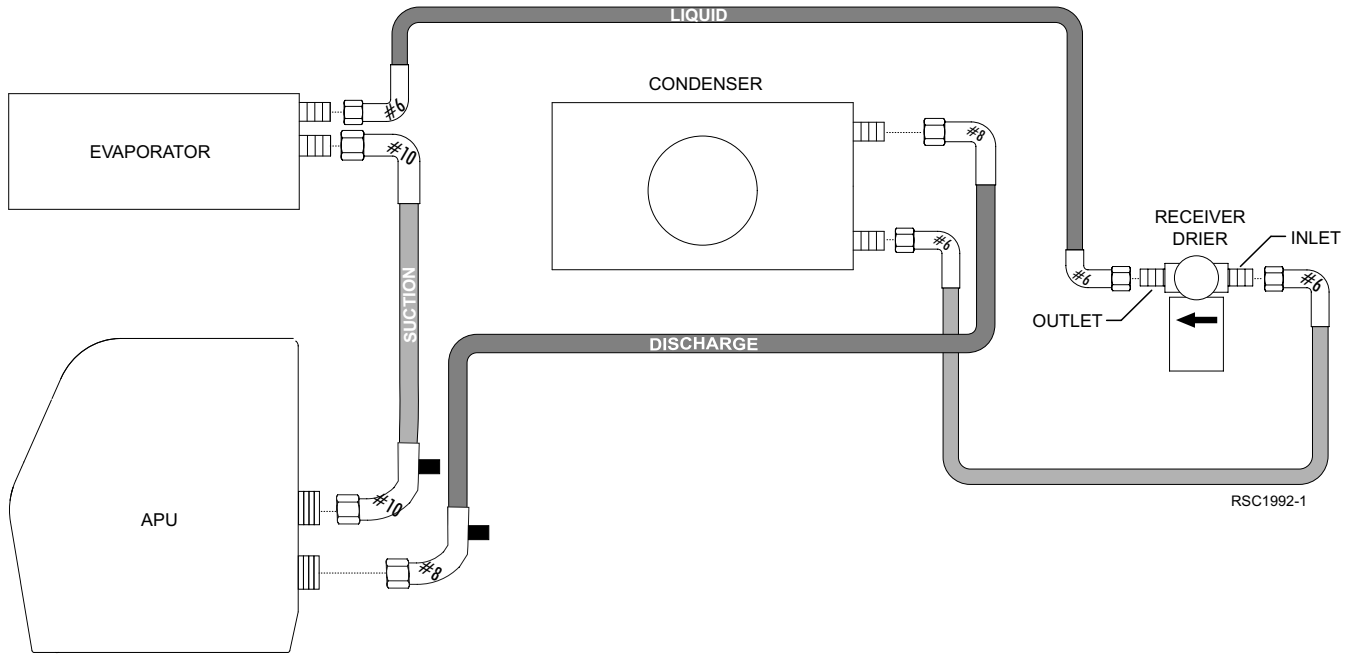 LIQUID
CONDENSER
#6
#8
EVAPORATOR
#10
RECEIVER
DRIER
INLET
#6
#6
#6
OUTLET
SUCTION
DISCHARGE
RSC1992-1
#10
APU
#8